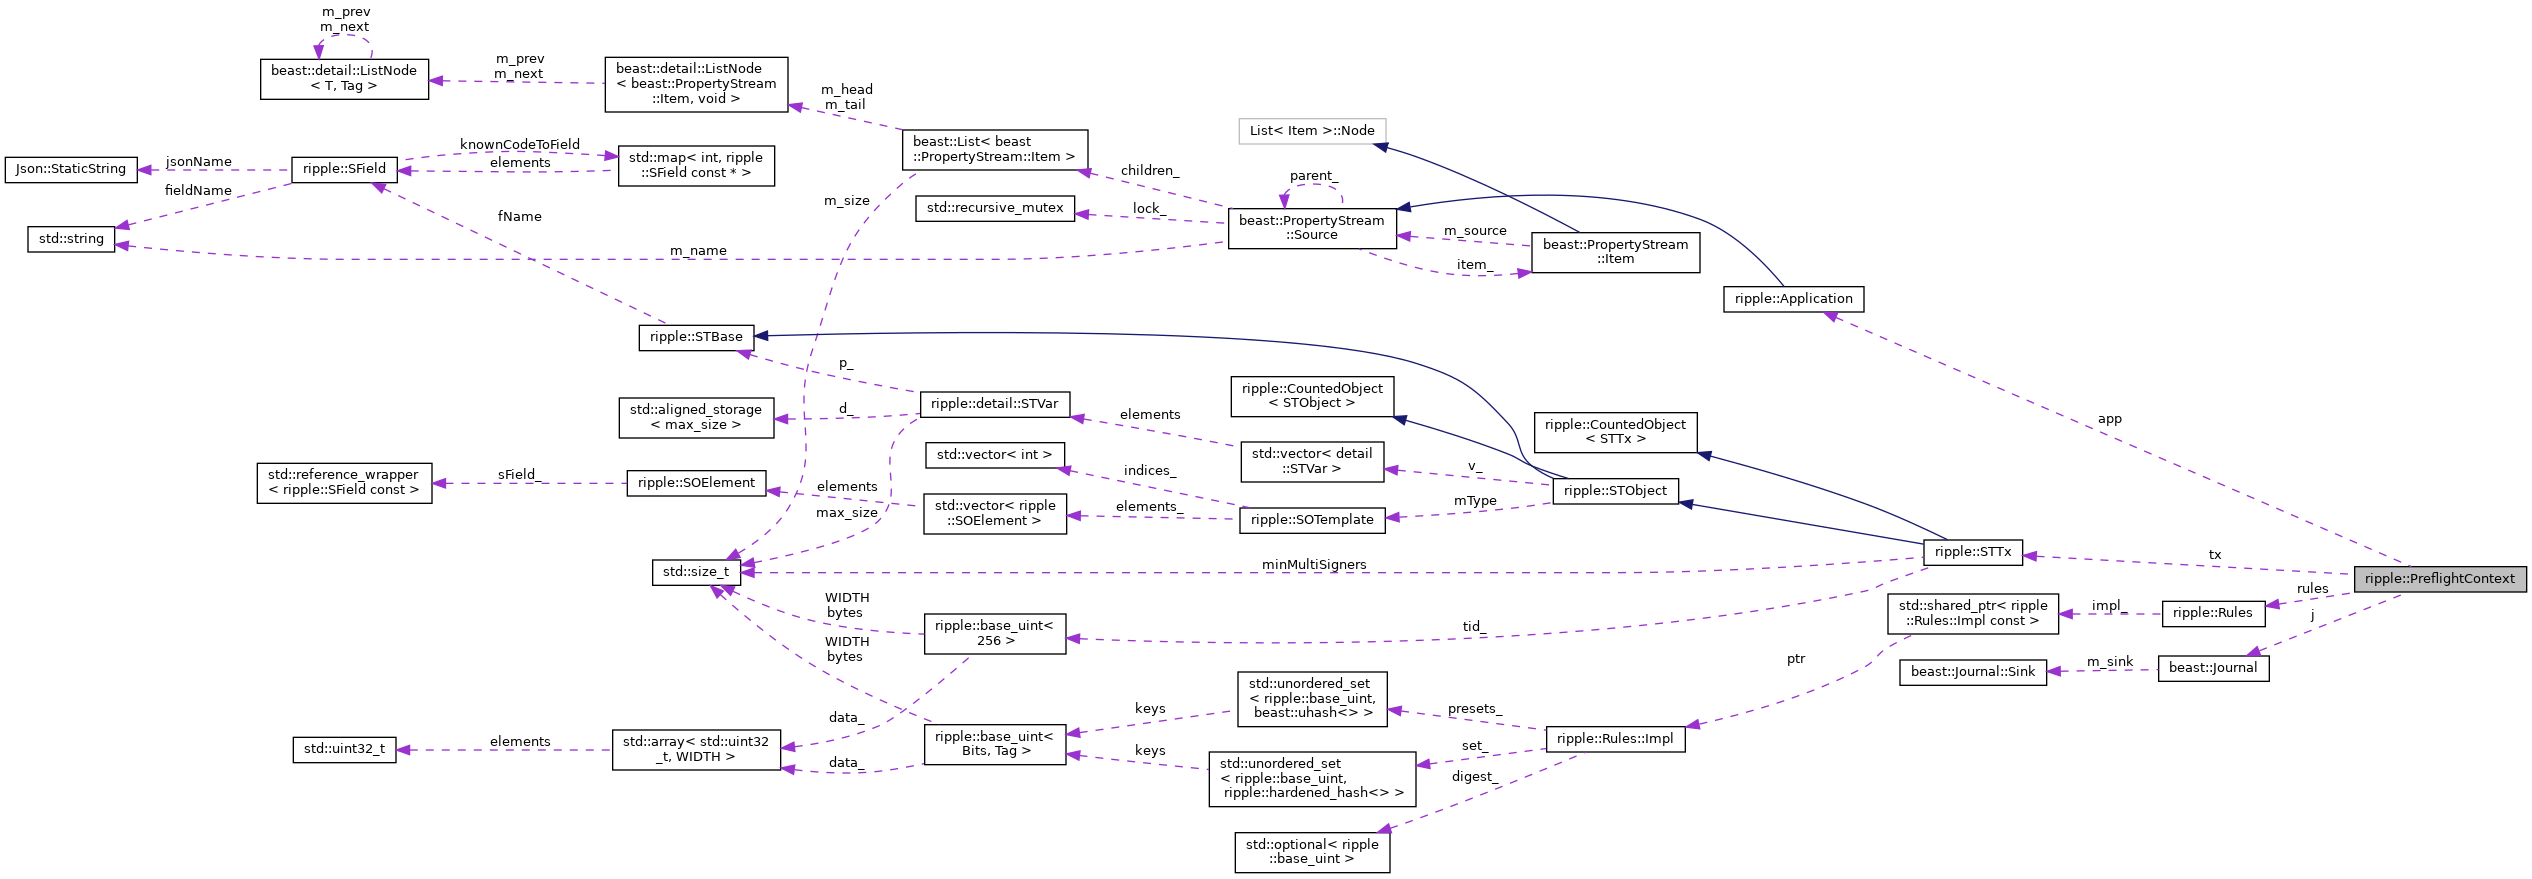 m_prev
m_next
beast::detail::ListNode
< T, Tag >
m_prev
m_next
beast::detail::ListNode
< beast::PropertyStream
::Item, void >
m_head
m_tail
beast::List< beast
::PropertyStream::Item >
List< Item >::Node
Json::StaticString
jsonName
fieldName
ripple::SField
knownCodeToField
elements
std::map< int, ripple
::SField const * >
std::string
fName
m_name
m_size
children_
lock_
std::recursive_mutex
parent_
beast::PropertyStream
::Source
m_source
item_
beast::PropertyStream
::Item
ripple::Application
app
ripple::STBase
p_
d_
std::aligned_storage
< max_size >
ripple::detail::STVar
elements
ripple::CountedObject
< STObject >
ripple::CountedObject
< STTx >
std::vector< int >
indices_
std::vector< detail
::STVar >
v_
mType
ripple::STObject
std::reference_wrapper
< ripple::SField const >
sField_
ripple::SOElement
elements
max_size
std::vector< ripple
::SOElement >
elements_
ripple::SOTemplate
std::size_t
minMultiSigners
ripple::STTx
tx
ripple::PreflightContext
rules
j
WIDTH
bytes
WIDTH
bytes
ripple::base_uint<
256 >
tid_
std::shared_ptr< ripple
::Rules::Impl const >
impl_
ripple::Rules
ptr
beast::Journal::Sink
m_sink
beast::Journal
std::uint32_t
elements
std::array< std::uint32
_t, WIDTH >
data_
data_
ripple::base_uint<
Bits, Tag >
keys
keys
std::unordered_set
< ripple::base_uint,
beast::uhash<> >
presets_
set_
digest_
ripple::Rules::Impl
std::unordered_set
< ripple::base_uint,
ripple::hardened_hash<> >
std::optional< ripple
::base_uint >